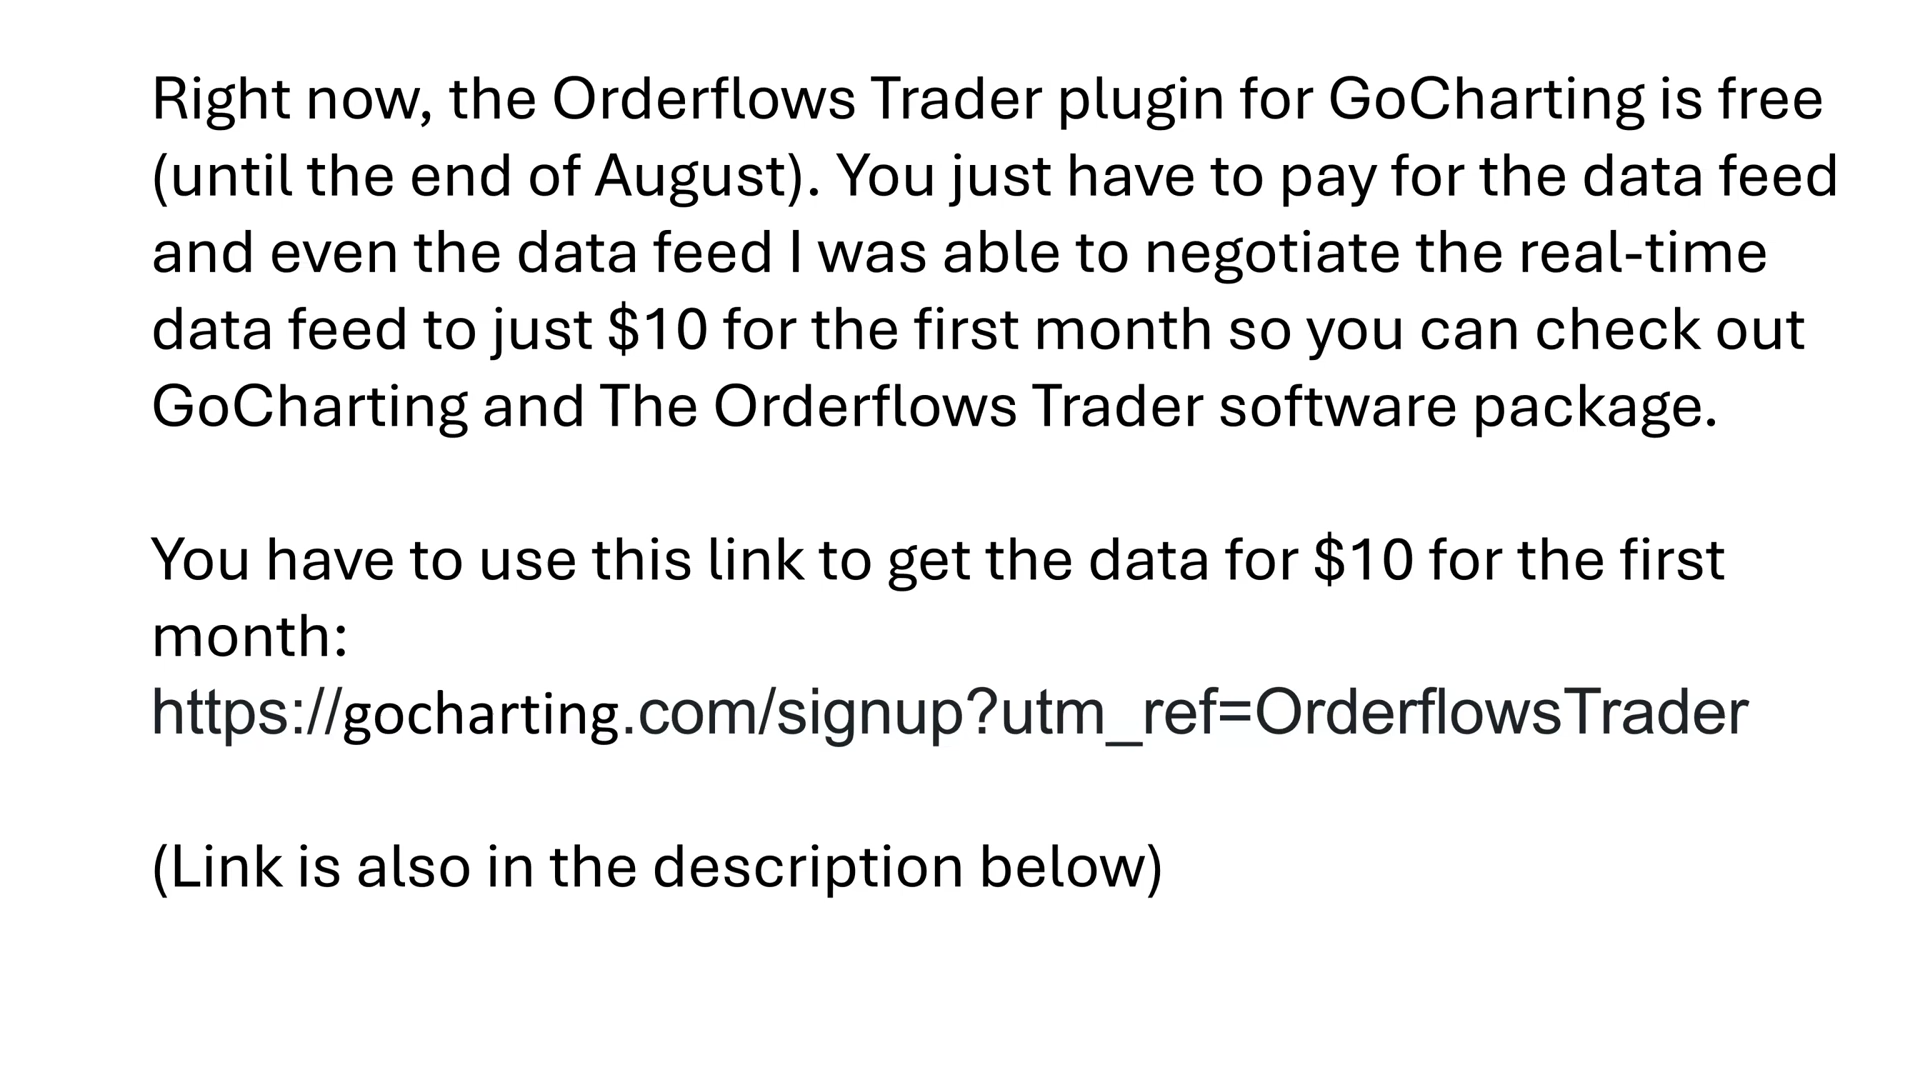 Right now, the Orderflows Trader plugin for GoCharting is free
(until the end of August). You just have to pay for the data feed
and even the data feed I was able to negotiate the real-time
data feed to just $10 for the first month so you can check out
GoCharting and The Orderflows Trader software package.
You have to use this link to get the data for $10 for the first
month:
https://gocharting.com/signup?utm_ref=OrderflowsTrader
(Link is also in the description below)